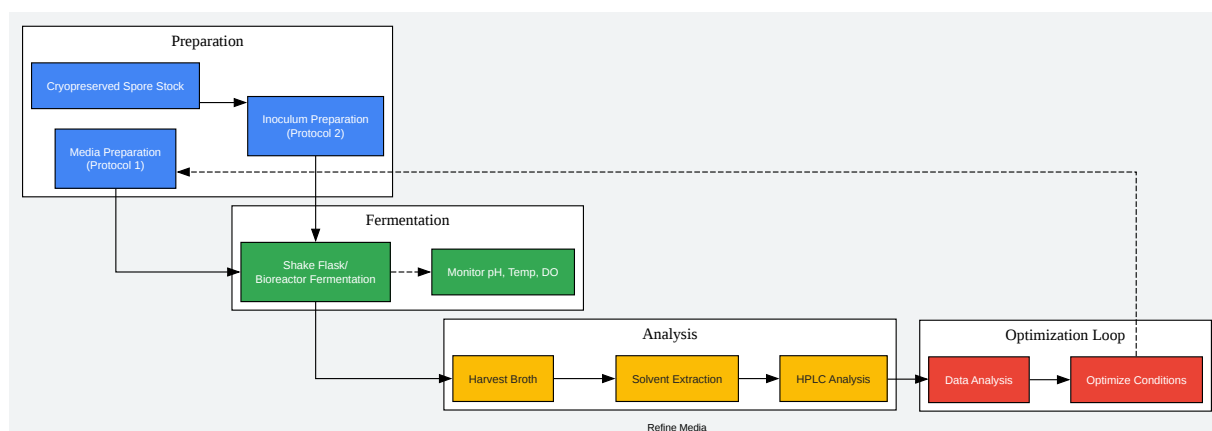 Preparation
Cryopreserved Spore Stock
Inoculum Preparation
(Protocol 2)
Media Preparation
(Protocol 1)
Fermentation
Shake Flask/
Bioreactor Fermentation
Monitor pH, Temp, DO
Analysis
Harvest Broth
Solvent Extraction
HPLC Analysis
Optimization Loop
Data Analysis
Optimize Conditions
Refine Media